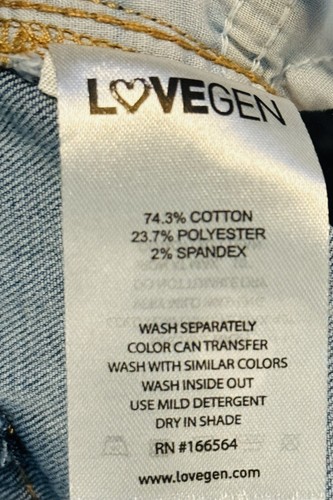 LOVEGEN
74.3% COTTON
23.7% POLYESTER
2% SPANDEX
WASH SEPARATELY
COLOR CAN TRANSFER
WASH WITH SIMILAR COLORS
WASH INSIDE OUT
USE MILD DETERGENT
DRY IN SHADE
RN #166564
www.lovegen.com